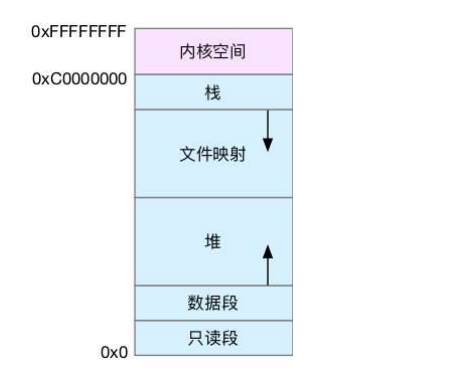 0xFFFFFFFF
内核空间
0xC0000000
栈
文件映射
堆
数据段
只读段
0x0